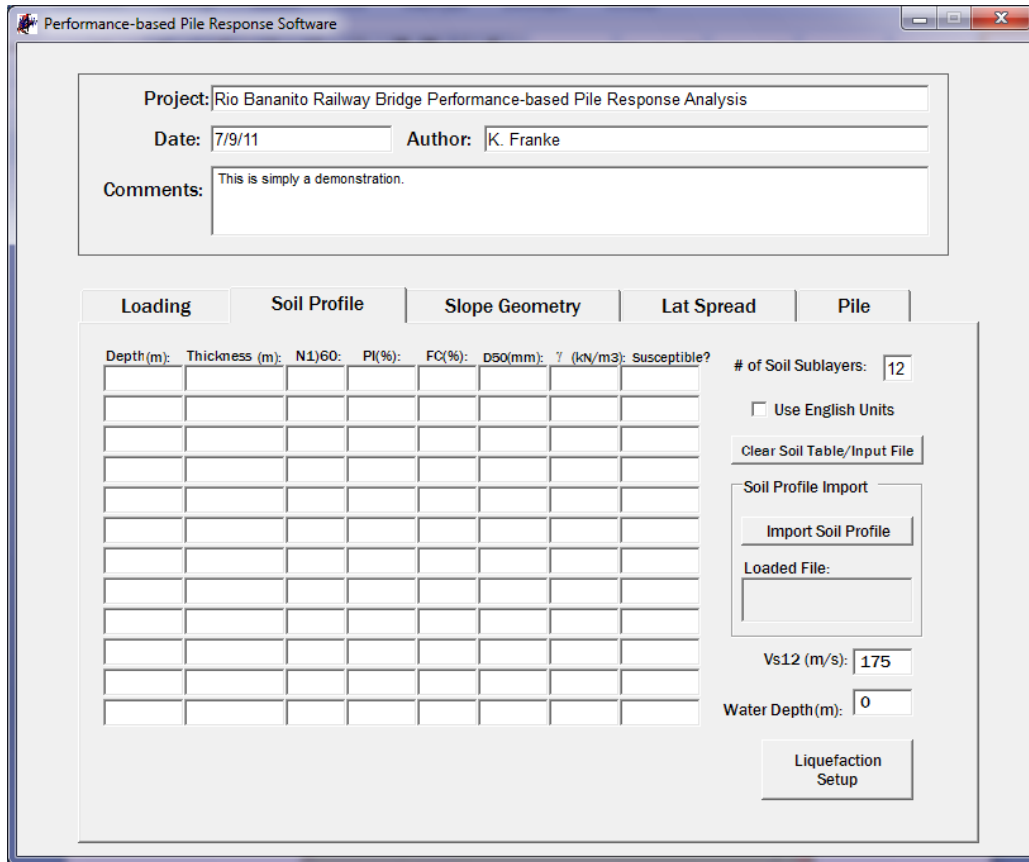 Performance-based Pile Response Software
Project: Rio Bananito Railway Bridge Performance-based Pile Response Analysis
Date: 7/9/11 Author: K. Franke
Comments: This is simply a demonstration.
Loading Soil Profile Slope Geometry Lat Spread Pile
Depth(m): Thickness (m): N1)60: PI(%): FC(%): D50(mm): γ (kN/m3): Susceptible?
# of Soil Sublayers: 12
Use English Units
Clear Soil Table/Input File
Soil Profile Import
Import Soil Profile
Loaded File:
Vs12 (m/s): 175
Water Depth(m): 0
Liquefaction
Setup